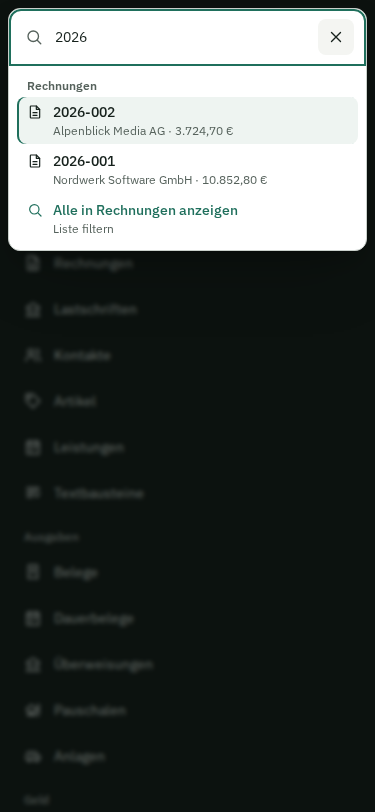 2026
Rechnungen
2026-002
Alpenblick Media AG · 3.724,70 €
2026-001
Nordwerk Software GmbH · 10.852,80 €
Alle in Rechnungen anzeigen
Liste filtern
Rechnungen
Lastschriften
Kontakte
Artikel
Leistungen
Textbausteine
Ausgaben
Belege
Dauerbelege
Überweisungen
Pauschalen
Anlagen
Geld